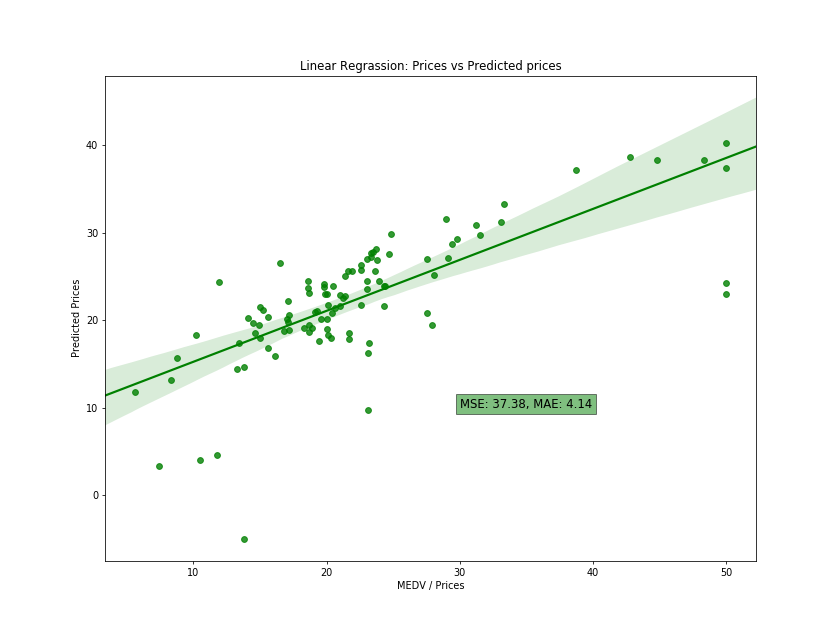 Linear Regrassion: Prices vs Predicted prices
Predicted Prices
40
30
20
10
0
MSE: 37.38, MAE: 4.14
10 20 30 40 50
MEDV / Prices